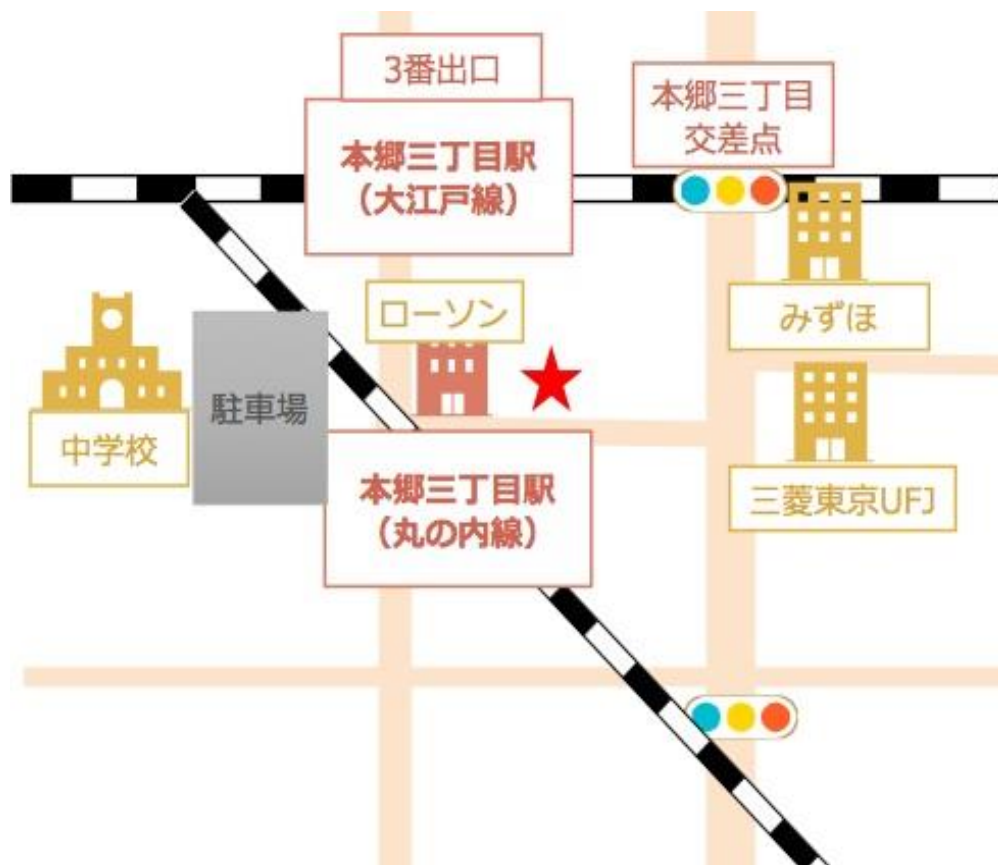 3番出口
本郷三丁目駅
（大江戸線）
本郷三丁目
交差点
ローソン
みずほ
中学校
駐車場
本郷三丁目駅
（丸の内線）
三菱東京UFJ